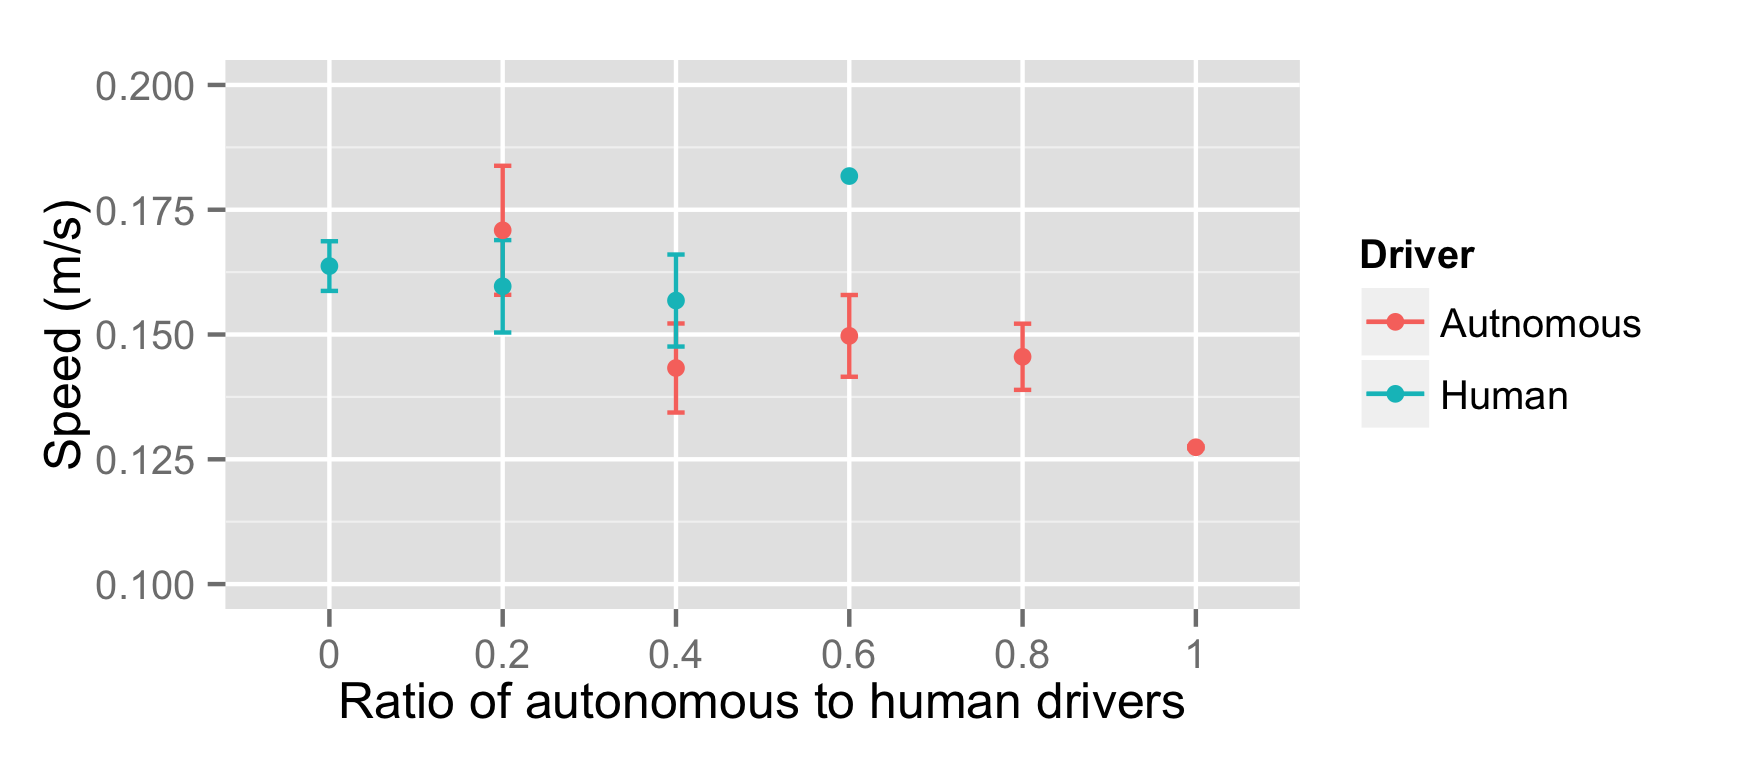 0.200
0.175
0.150
0.125
0.100
Speed (m/s)
0 0.2 0.4 0.6 0.8 1
Ratio of autonomous to human drivers
Driver
Autnomous
Human